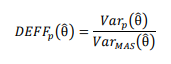 DEFF_p(θ̂) = Var_p(θ̂) / Var_MAS(θ̂)